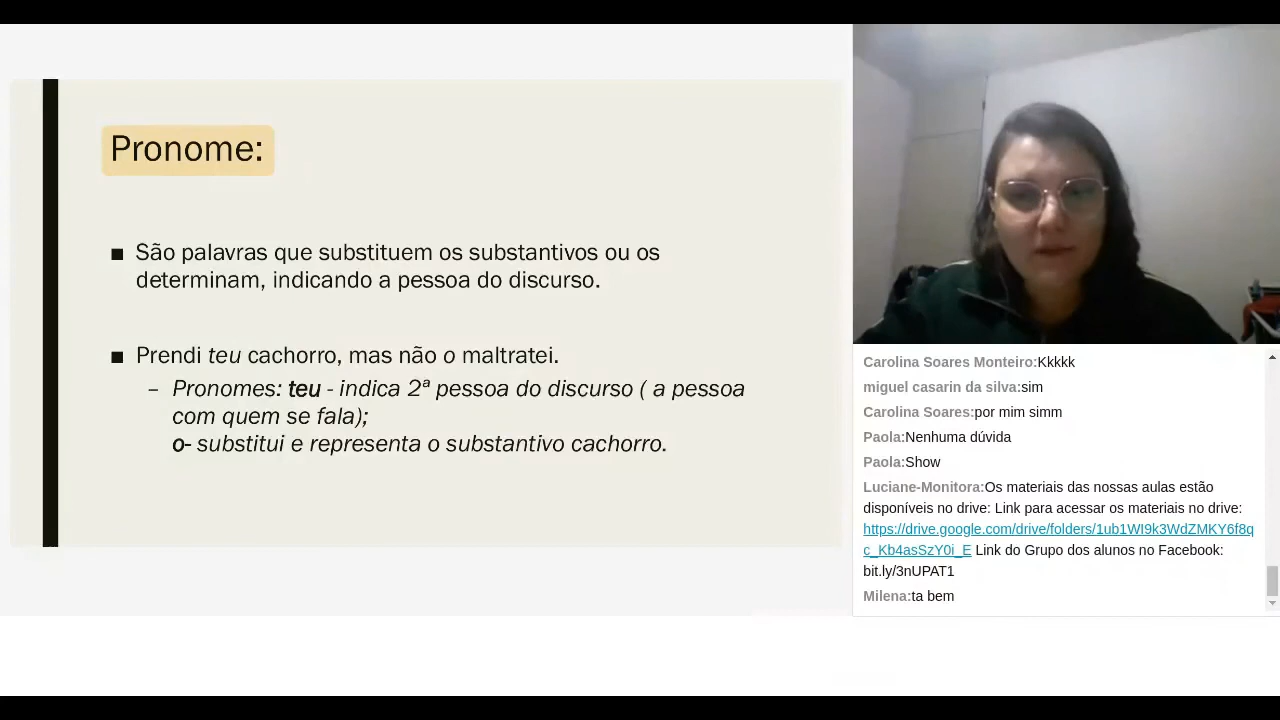 Pronome:
■ São palavras que substituem os substantivos ou os
determinam, indicando a pessoa do discurso.
■ Prendi teu cachorro, mas não o maltratei.
– Pronomes: teu - indica 2ª pessoa do discurso ( a pessoa
com quem se fala);
o- substitui e representa o substantivo cachorro.
Carolina Soares Monteiro:Kkkkk
miguel casarin da silva:sim
Carolina Soares:por mim simm
Paola:Nenhuma dúvida
Paola:Show
Luciane-Monitora:Os materiais das nossas aulas estão
disponíveis no drive: Link para acessar os materiais no drive:
https://drive.google.com/drive/folders/1ub1WI9k3WdZMKY6f8q
c_Kb4asSzY0i_E Link do Grupo dos alunos no Facebook:
bit.ly/3nUPAT1
Milena:ta bem